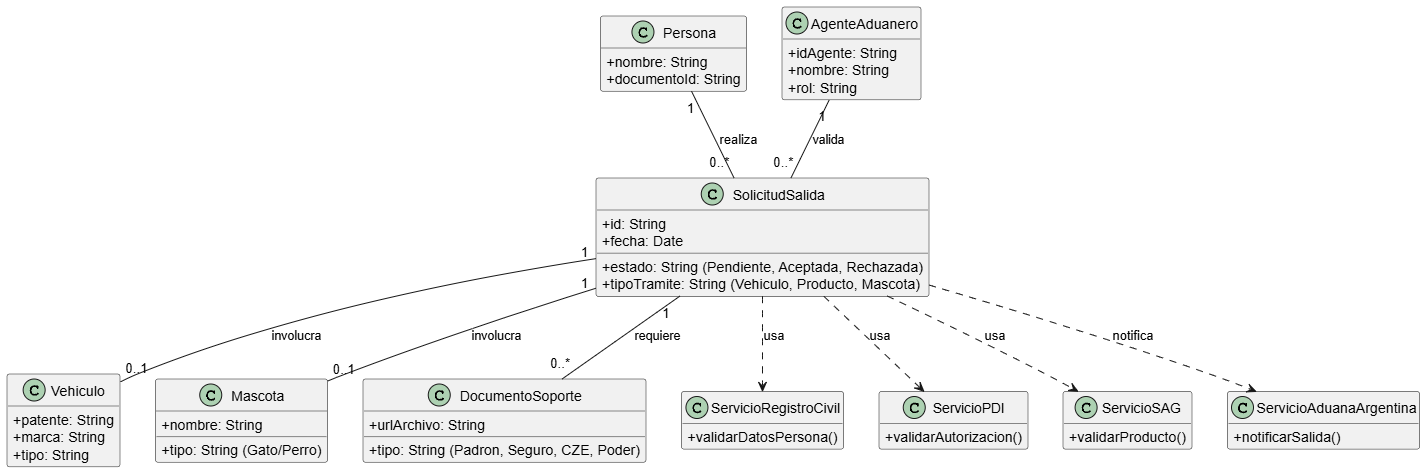 C Persona
+nombre: String
+documentoId: String
C AgenteAduanero
+idAgente: String
+nombre: String
+rol: String
1
1
realiza
valida
0..*
0..*
C SolicitudSalida
+id: String
+fecha: Date
+estado: String (Pendiente, Aceptada, Rechazada)
+tipoTramite: String (Vehiculo, Producto, Mascota)
1
1
1
involucra
involucra
requiere
usa
usa
usa
notifica
0..1
0..1
0..*
C Vehiculo
+patente: String
+marca: String
+tipo: String
C Mascota
+nombre: String
+tipo: String (Gato/Perro)
C DocumentoSoporte
+urlArchivo: String
+tipo: String (Padron, Seguro, CZE, Poder)
C ServicioRegistroCivil
+validarDatosPersona()
C ServicioPDI
+validarAutorizacion()
C ServicioSAG
+validarProducto()
C ServicioAduanaArgentina
+notificarSalida()